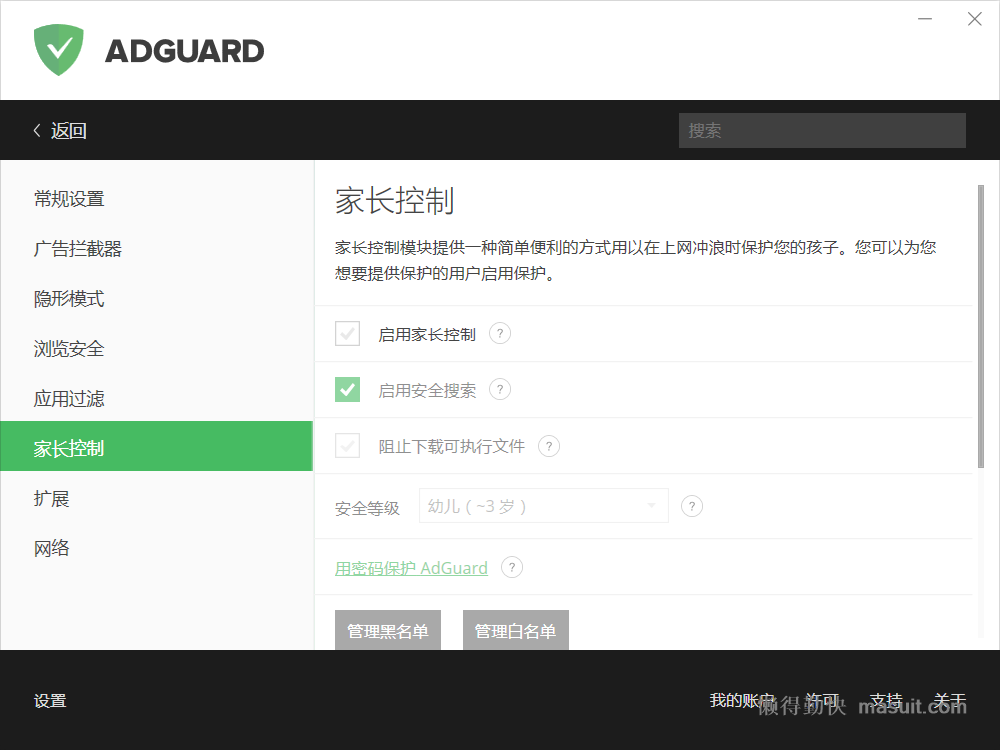 ADGUARD
返回
搜索
常规设置
广告拦截器
隐形模式
浏览安全
应用过滤
家长控制
扩展
网络
家长控制
家长控制模块提供一种简单便利的方式用以在上网冲浪时保护您的孩子。您可以为您
想要提供保护的用户启用保护。
启用家长控制 ?
启用安全搜索 ?
阻止下载可执行文件 ?
安全等级 幼儿 ( ~3 岁 ) ?
用密码保护 AdGuard ?
管理黑名单 管理白名单
设置
我的账户 许可 支持 关于
懒得勤快 masuit.com